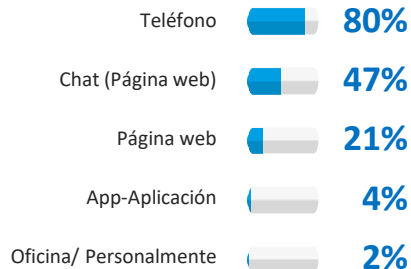 Teléfono 80%
Chat (Página web) 47%
Página web 21%
App-Aplicación 4%
Oficina/ Personalmente 2%